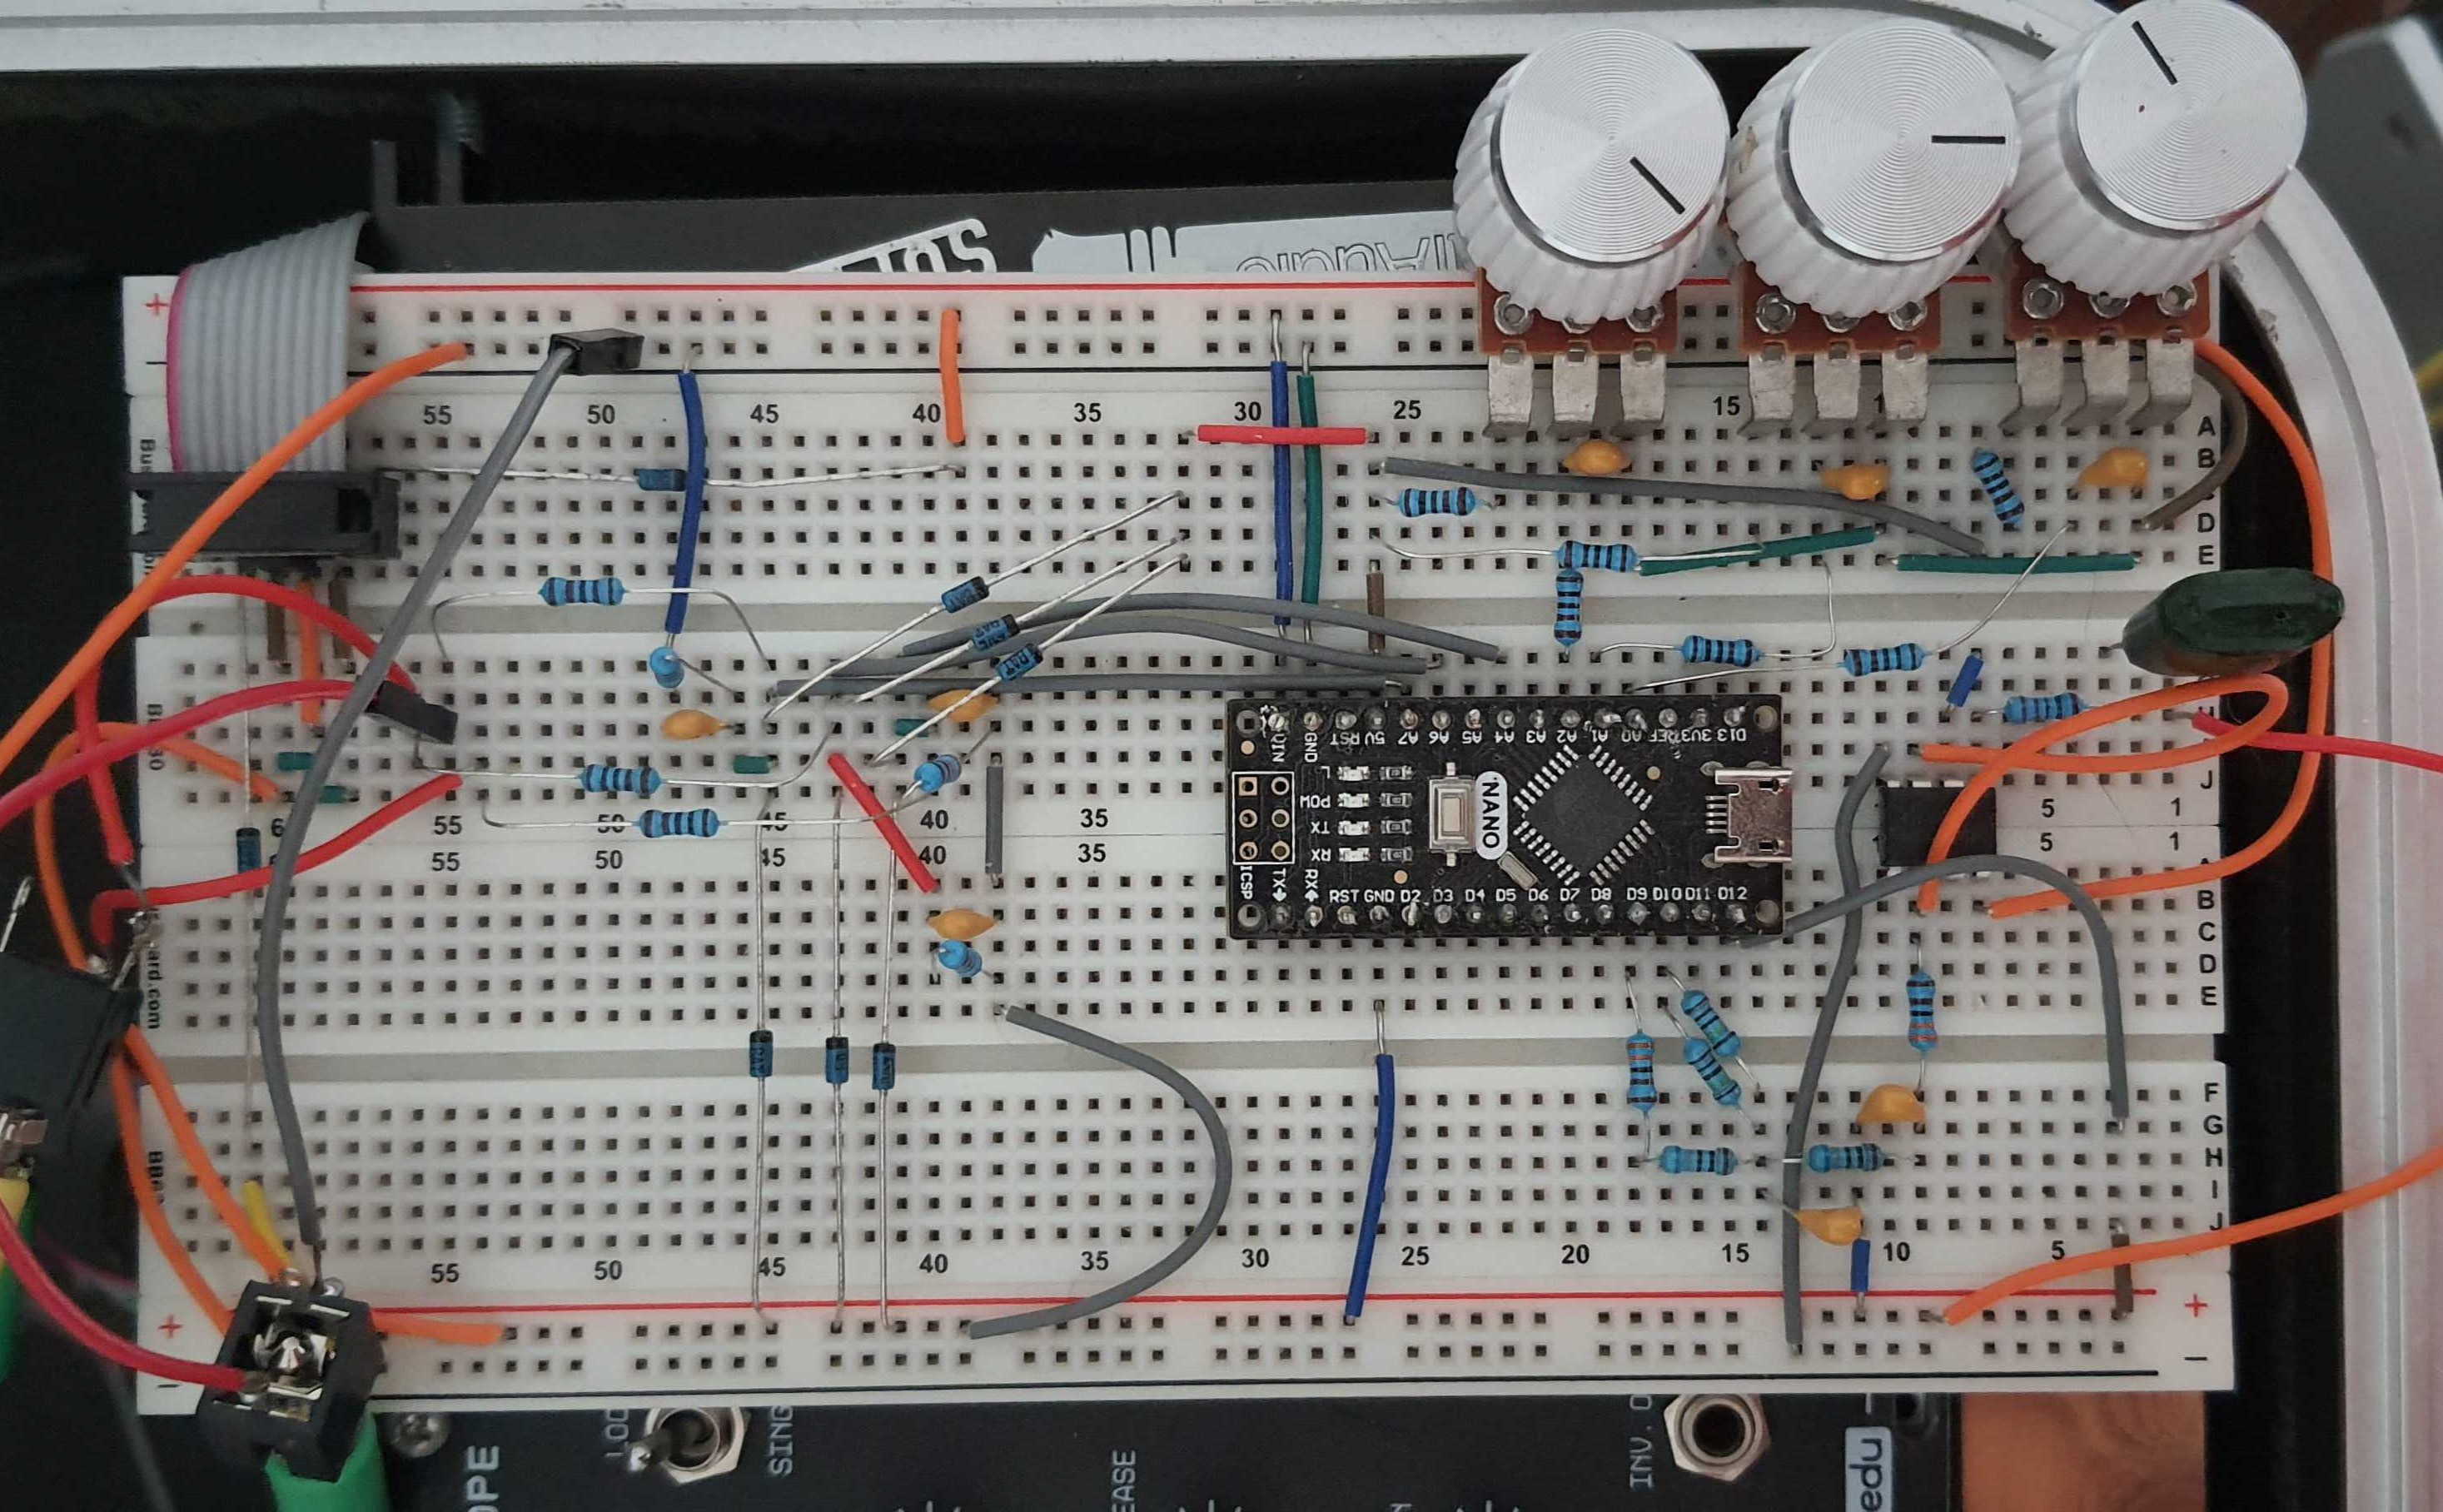 +
55 50 45 40 35 30 25 15
A
B
D
E
J
55 50 45 40 35 5 1
55 45 40 35 5 1
VIN GND RST 5V A7 A6 A5 A4 A3 A2 A1 A0 REF 3V3 D13
L
POW
TX
RX
NANO
ICSP
TX RX RST GND D2 D3 D4 D5 D6 D7 D8 D9 D10 D11 D12
B
C
D
E
F
G
H
I
J
55 50 45 40 35 30 25 20 15 10 5
+ +
−
SING
EASE
edu